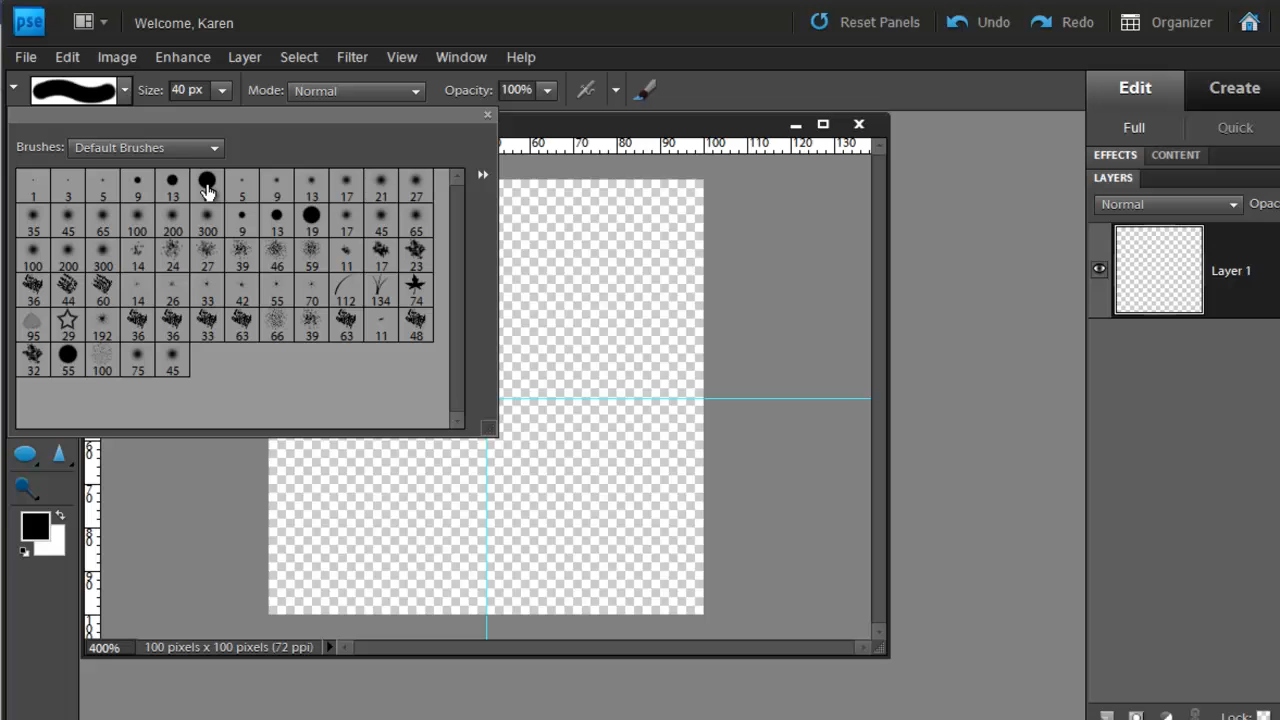 pse Welcome, Karen Reset Panels Undo Redo Organizer
File Edit Image Enhance Layer Select Filter View Window Help
Size: 40 px Mode: Normal Opacity: 100%
Edit Create
Full Quick
Brushes: Default Brushes
EFFECTS CONTENT
LAYERS
Normal Opac
Layer 1
60 70 80 90 100 110 120 130
1 3 5 9 13 5 9 13 17 21 27
35 45 65 100 200 300 9 13 19 17 45 65
100 200 300 14 24 27 39 46 59 11 17 23
36 44 60 14 26 33 42 55 70 112 134 74
95 29 192 36 36 33 63 66 39 63 11 48
32 55 100 75 45
70
80
90
400% 100 pixels x 100 pixels (72 ppi)
Lock: